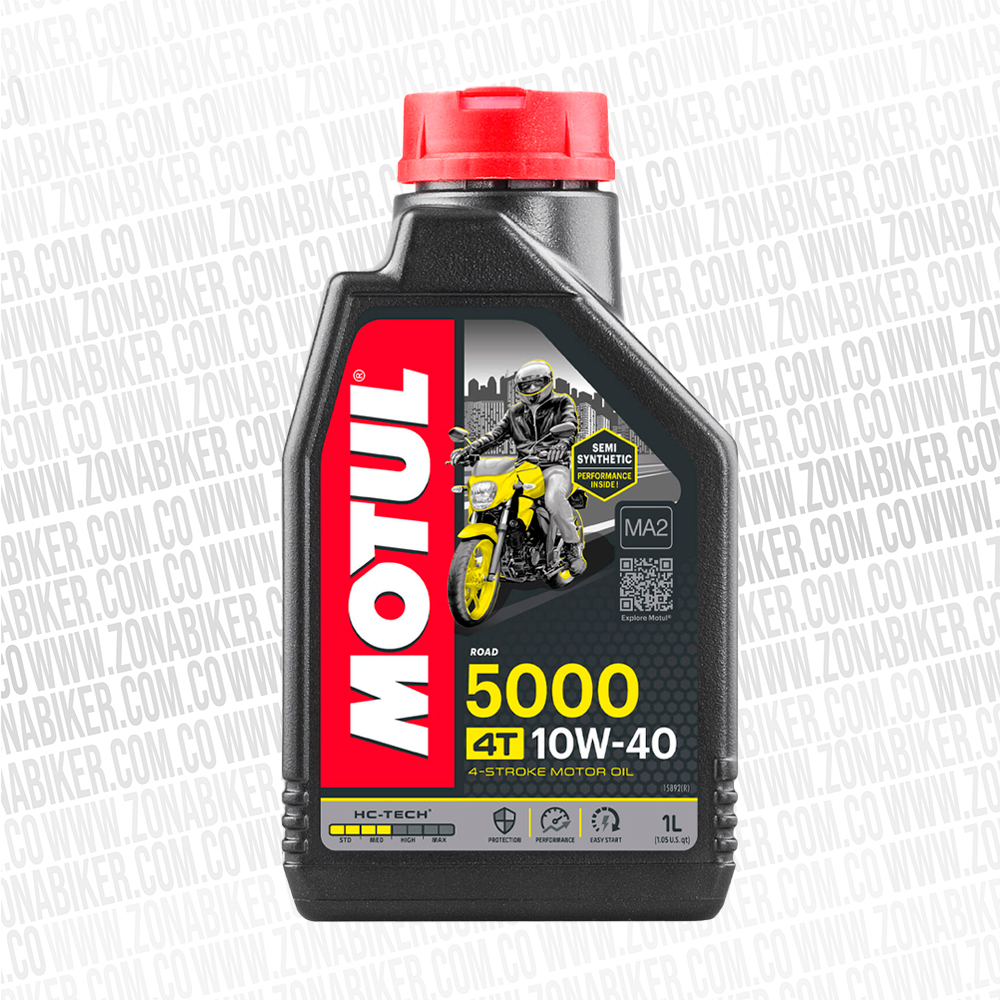 WWW.ZONABIKER.COM.CO
MOTUL®
SEMI
SYNTHETIC
PERFORMANCE
INSIDE!
MA2
Explore Motul®
ROAD
5000
4T 10W-40
4-STROKE MOTOR OIL
15892(R)
HC-TECH®
STD MED HIGH MAX
PROTECTION PERFORMANCE EASY START
1L
(1.05 U.S. qt)